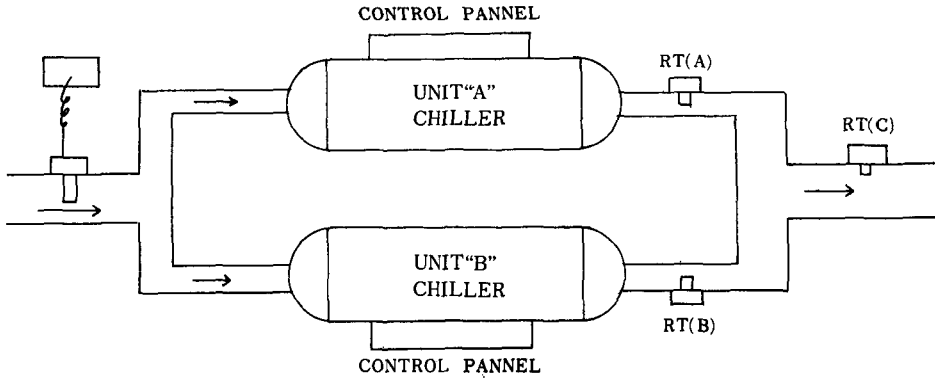 CONTROL PANNEL
RT(A)
UNIT"A"
CHILLER
RT(C)
UNIT"B"
CHILLER
RT(B)
CONTROL PANNEL